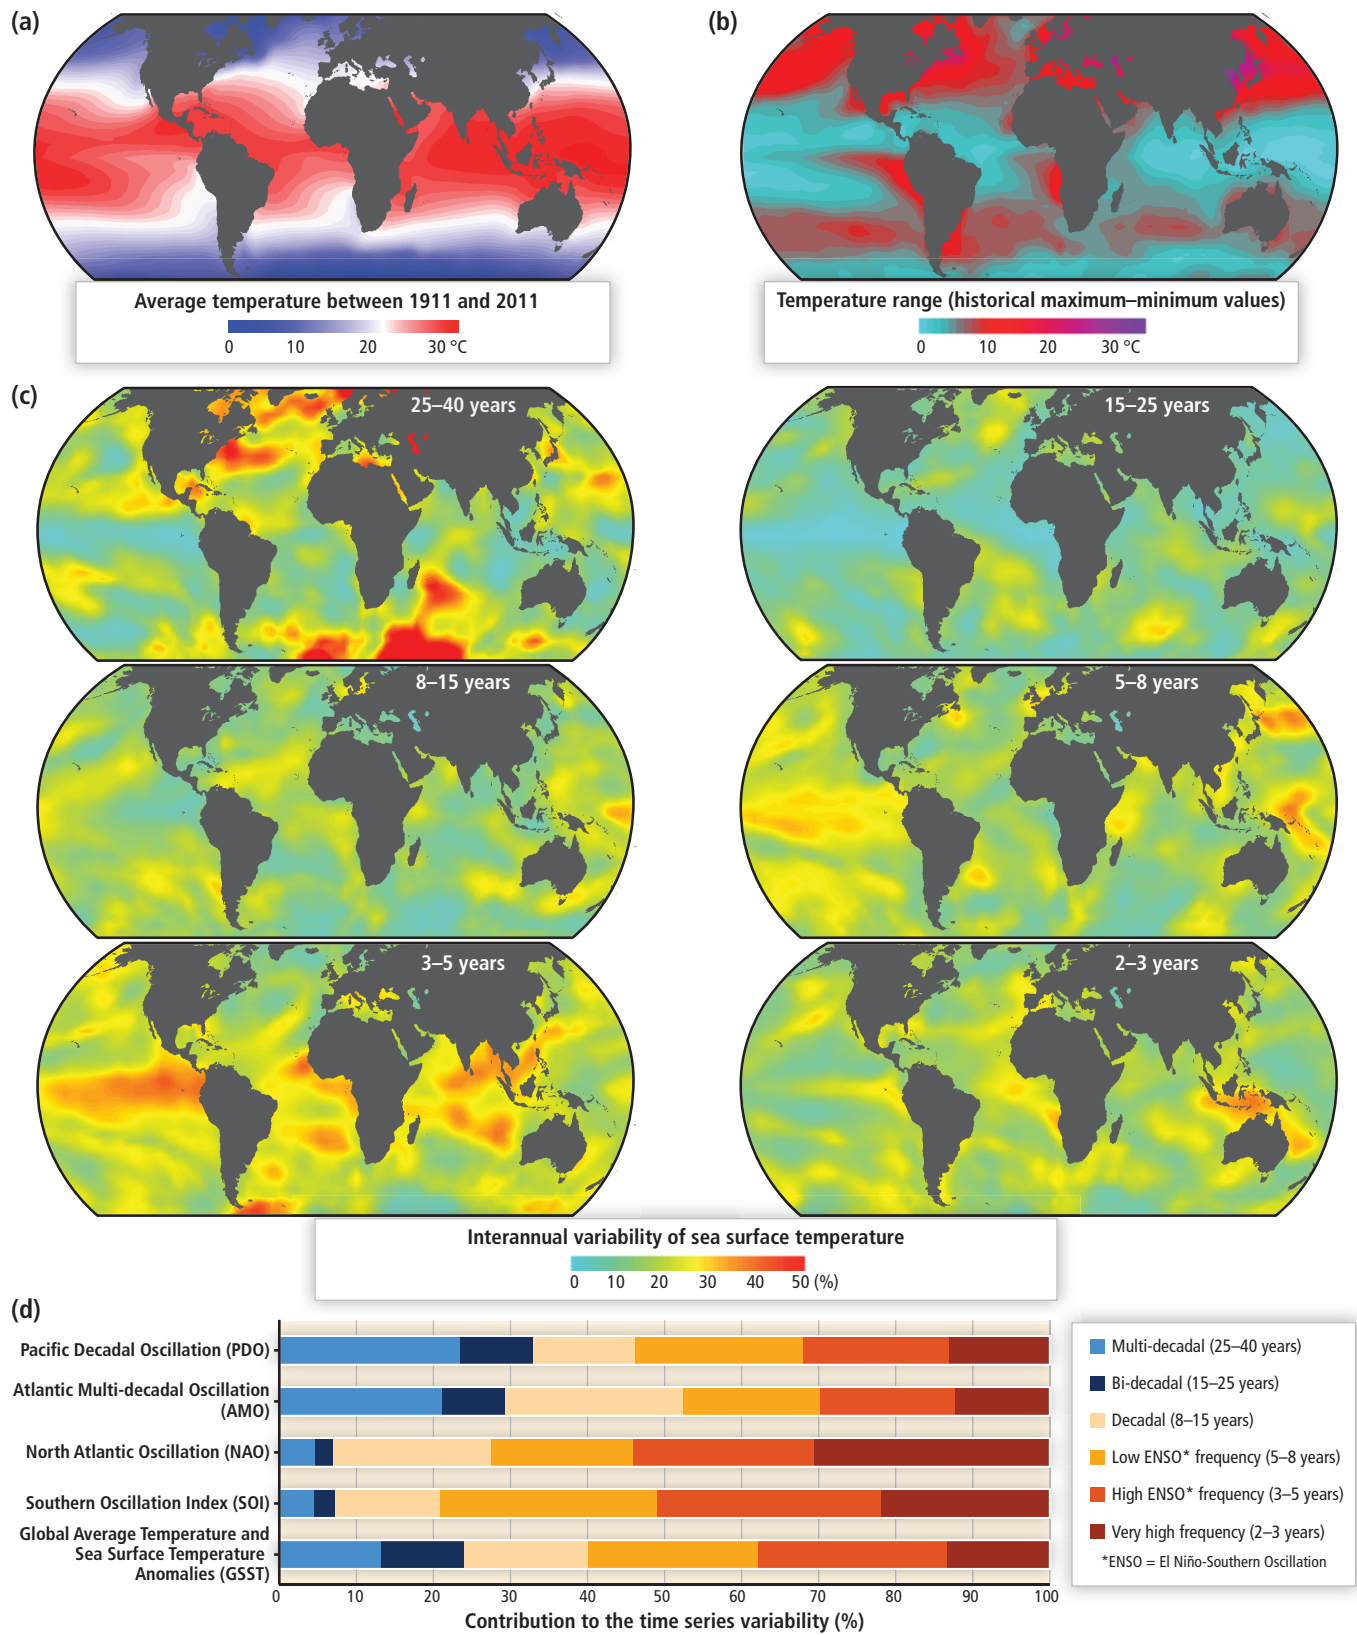 (a)
(b)
Average temperature between 1911 and 2011
0 10 20 30 °C
Temperature range (historical maximum–minimum values)
0 10 20 30 °C
(c)
25–40 years
15–25 years
8–15 years
5–8 years
3–5 years
2–3 years
Interannual variability of sea surface temperature
0 10 20 30 40 50 (%)
(d)
Pacific Decadal Oscillation (PDO)
Atlantic Multi-decadal Oscillation
(AMO)
North Atlantic Oscillation (NAO)
Southern Oscillation Index (SOI)
Global Average Temperature and
Sea Surface Temperature
Anomalies (GSST)
0 10 20 30 40 50 60 70 80 90 100
Contribution to the time series variability (%)
Multi-decadal (25–40 years)
Bi-decadal (15–25 years)
Decadal (8–15 years)
Low ENSO* frequency (5–8 years)
High ENSO* frequency (3–5 years)
Very high frequency (2–3 years)
*ENSO = El Niño-Southern Oscillation